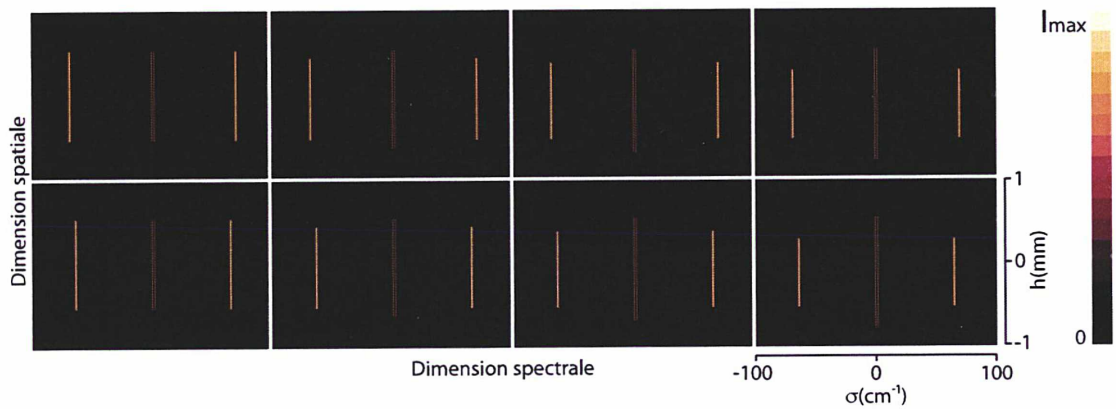 Imax
Dimension spatiale
1
0
h(mm)
-1
0
Dimension spectrale
-100
0
100
σ(cm⁻¹)